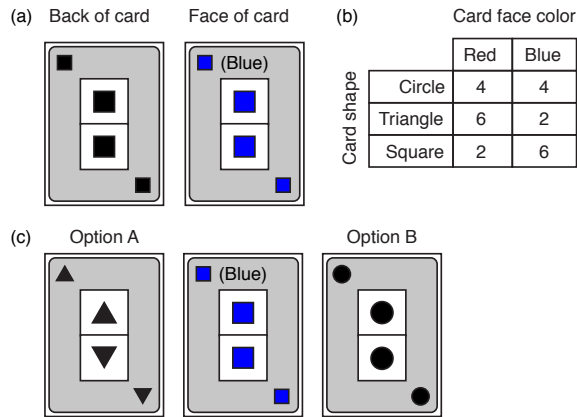 (a) Back of card Face of card
(Blue)
(b) Card face color
Red Blue
Card shape
Circle 4 4
Triangle 6 2
Square 2 6
(c) Option A Option B
(Blue)